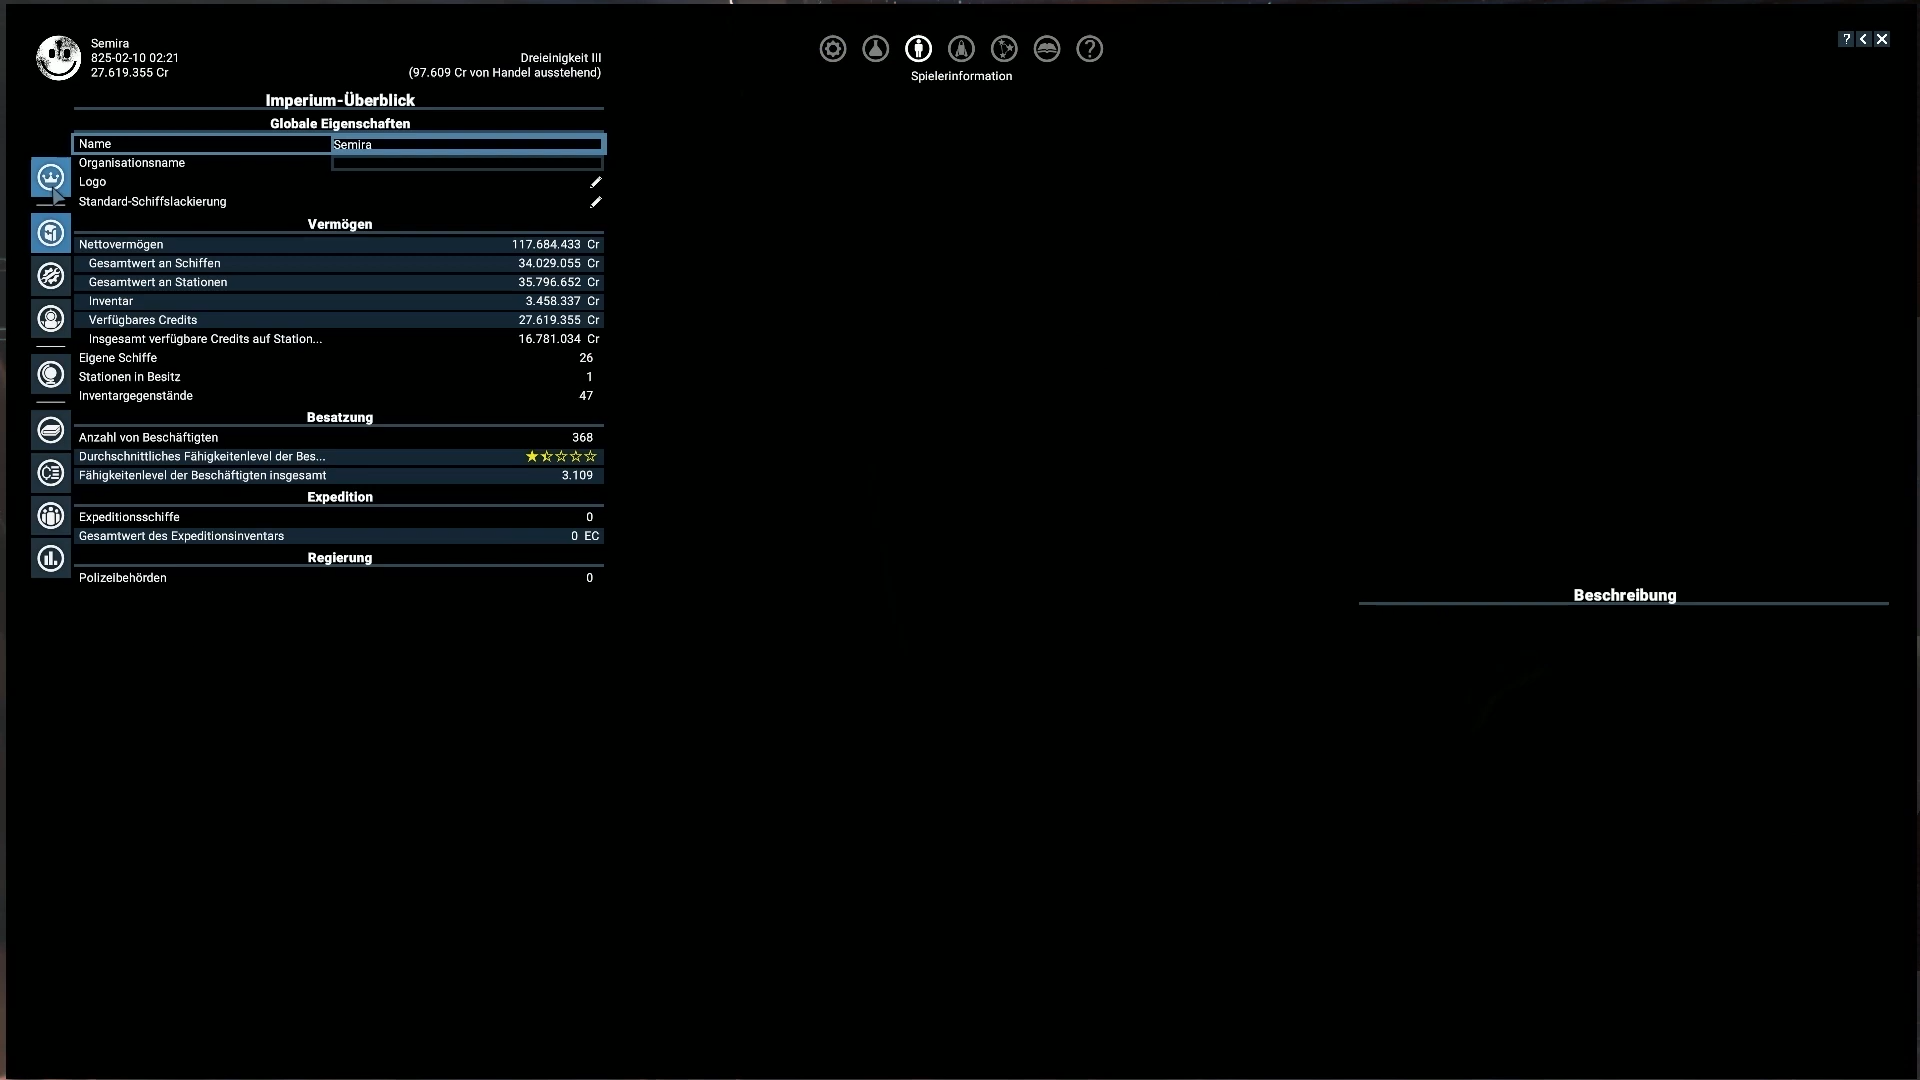 Semira
825-02-10 02:21
27.619.355 Cr
Dreieinigkeit III
(97.609 Cr von Handel ausstehend)
Spielerinformation
?
Imperium-Überblick
Globale Eigenschaften
Name Semira
Organisationsname
Logo
Standard-Schiffslackierung
Vermögen
Nettovermögen 117.684.433 Cr
Gesamtwert an Schiffen 34.029.055 Cr
Gesamtwert an Stationen 35.796.652 Cr
Inventar 3.458.337 Cr
Verfügbares Credits 27.619.355 Cr
Insgesamt verfügbare Credits auf Station... 16.781.034 Cr
Eigene Schiffe 26
Stationen in Besitz 1
Inventargegenstände 47
Besatzung
Anzahl von Beschäftigten 368
Durchschnittliches Fähigkeitenlevel der Bes...
Fähigkeitenlevel der Beschäftigten insgesamt 3.109
Expedition
Expeditionsschiffe 0
Gesamtwert des Expeditionsinventars 0 EC
Regierung
Polizeibehörden 0
Beschreibung